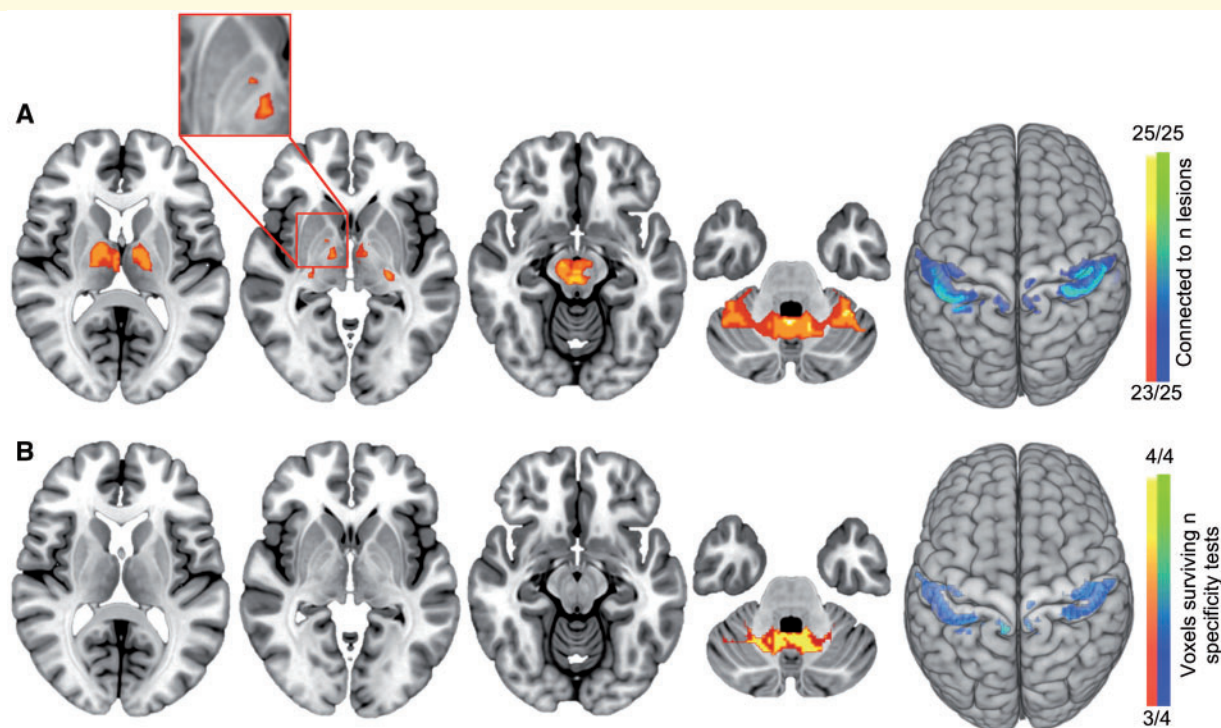 A
25/25
Connected to n lesions
23/25
B
4/4
Voxels surviving n
specificity tests
3/4